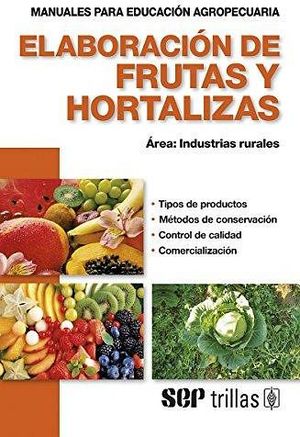 MANUALES PARA EDUCACIÓN AGROPECUARIA
ELABORACIÓN DE
FRUTAS Y
HORTALIZAS
Área: Industrias rurales
• Tipos de productos
• Métodos de conservación
• Control de calidad
• Comercialización
SEP trillas